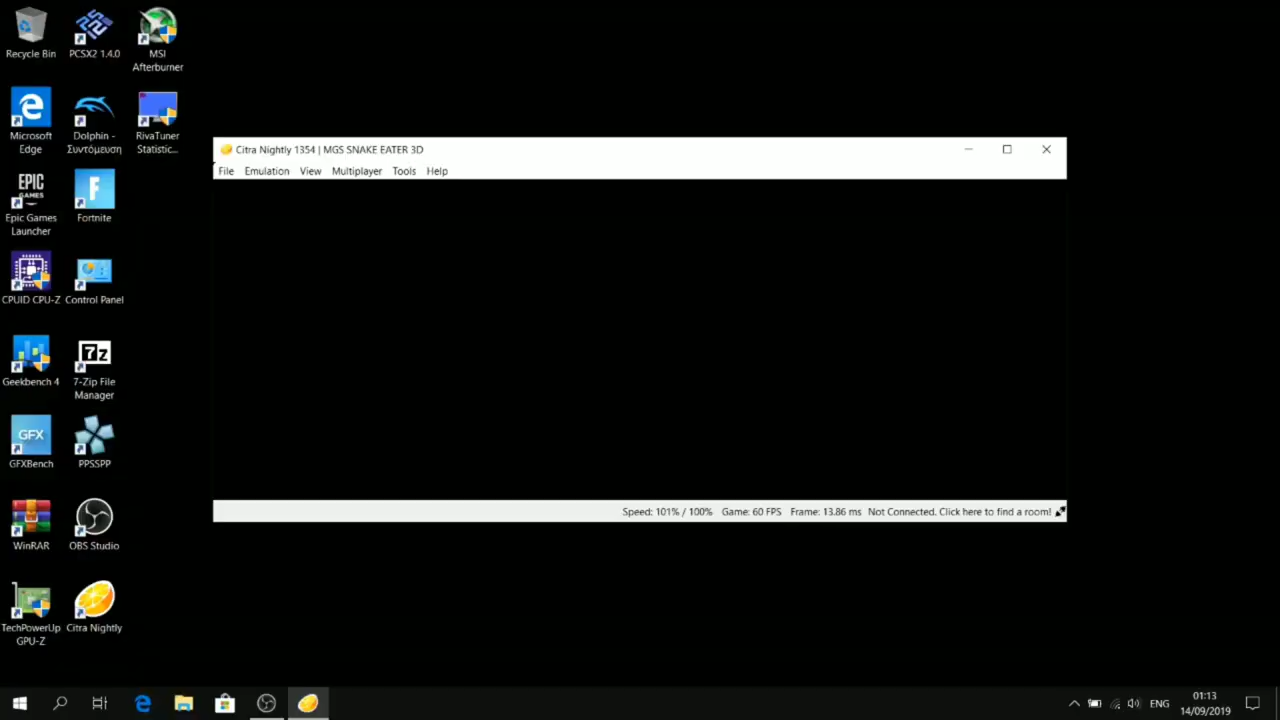 Recycle Bin
PCSX2 1.4.0
MSI
Afterburner
Microsoft
Edge
Dolphin -
Συντόμευση
RivaTuner
Statistic...
EPIC
GAMES
Epic Games
Launcher
Fortnite
CPUID CPU-Z
Control Panel
Geekbench 4
7z
7-Zip File
Manager
GFX
GFXBench
PPSSPP
WinRAR
OBS Studio
TechPowerUp
GPU-Z
Citra Nightly
Citra Nightly 1354 | MGS SNAKE EATER 3D
File Emulation View Multiplayer Tools Help
Speed: 101% / 100% Game: 60 FPS Frame: 13.86 ms Not Connected. Click here to find a room!
ENG
01:13
14/09/2019